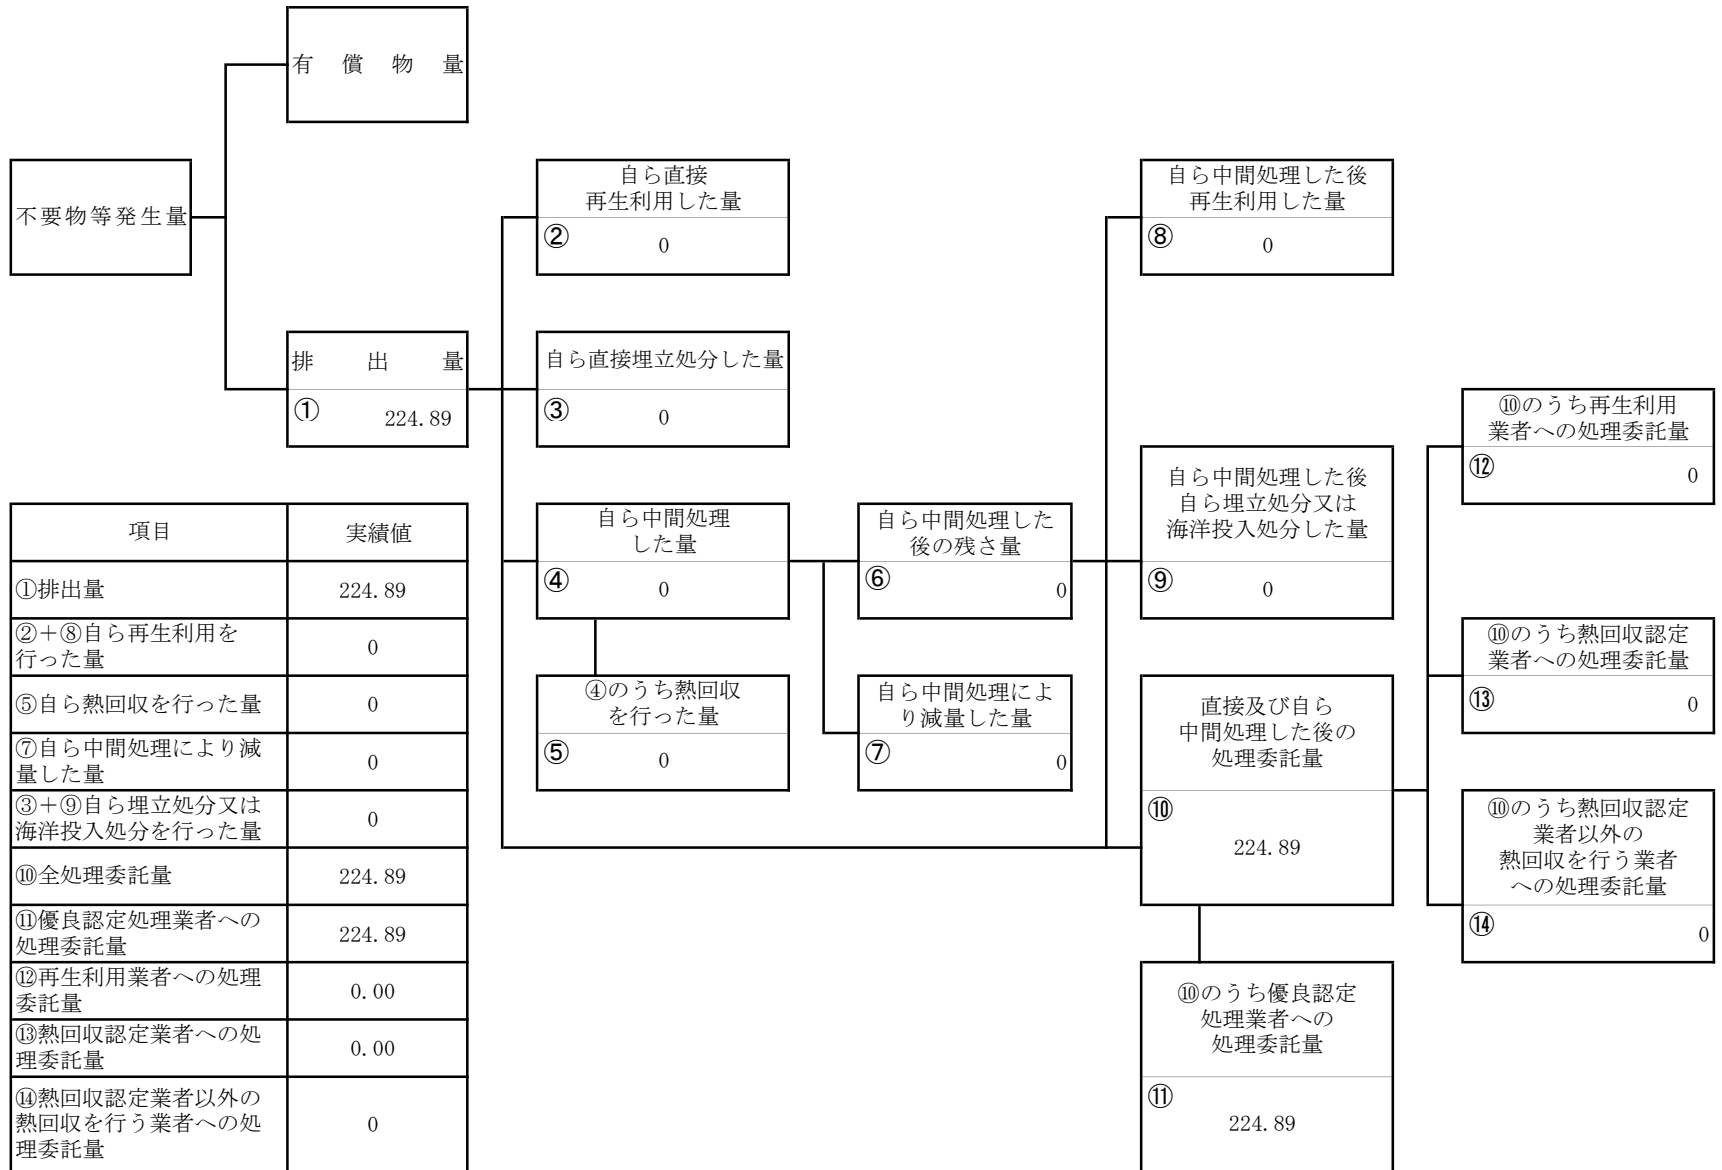 有償物量
不要物等発生量
自ら直接
再生利用した量
②
0
自ら中間処理した後
再生利用した量
⑧
0
排出量
①
224.89
自ら直接埋立処分した量
③
0
⑩のうち再生利用
業者への処理委託量
⑫
0
自ら中間処理
した量
④
0
自ら中間処理した
後の残さ量
⑥
0
自ら中間処理した後
自ら埋立処分又は
海洋投入処分した量
⑨
0
⑩のうち熱回収認定
業者への処理委託量
⑬
0
④のうち熱回収
を行った量
⑤
0
自ら中間処理によ
り減量した量
⑦
0
直接及び自ら
中間処理した後の
処理委託量
⑩
224.89
⑩のうち熱回収認定
業者以外の
熱回収を行う業者
への処理委託量
⑭
0
⑩のうち優良認定
処理業者への
処理委託量
⑪
224.89
項目 実績値
①排出量 224.89
②＋⑧自ら再生利用を
行った量 0
⑤自ら熱回収を行った量 0
⑦自ら中間処理により減
量した量 0
③＋⑨自ら埋立処分又は
海洋投入処分を行った量 0
⑩全処理委託量 224.89
⑪優良認定処理業者への
処理委託量 224.89
⑫再生利用業者への処理
委託量 0.00
⑬熱回収認定業者への処
理委託量 0.00
⑭熱回収認定業者以外の
熱回収を行う業者への処
理委託量 0